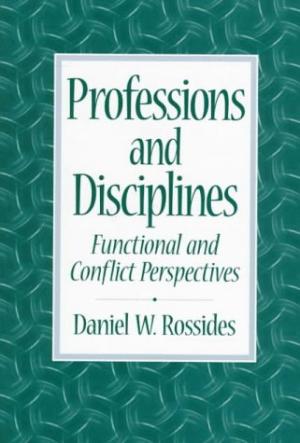 Professions
and
Disciplines
Functional and
Conflict Perspectives
Daniel W. Rossides